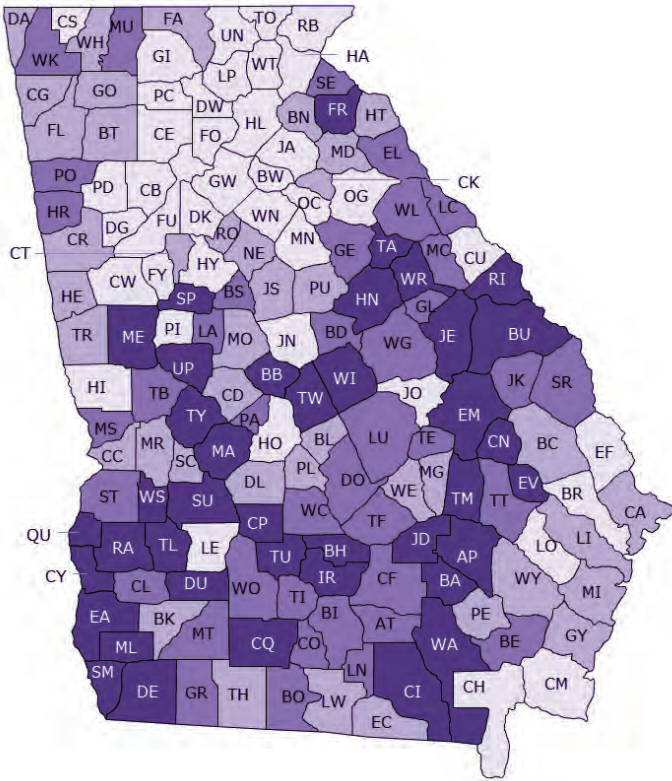 DA CS MU FA UN TO RB
WH WK GI LP WT HA
CG GO PC DW HL SE FR HT
FL BT CE FO JA BN MD EL
PO PD CB GW BW OC OG CK
HR DG FU DK WN WL LC
CT CR RO NE MN GE TA MC CU
HE CW FY HY JS PU HN WR RI
SP BS GL
TR ME PI LA MO JN BD WG JE BU
HI UP CD BB TW WI JO JK SR
TB TY PA EM
MS MR MA HO BL LU TE CN BC EF
CC SC DL PL DO WE MG EV BR
ST WS SU WC TM TT CA
QU CP TF JD LO LI
RA TL LE TU BH AP
CY CL DU WO IR CF BA WY MI
EA BK MT TI BI AT PE GY
ML CQ CO WA BE
SM DE GR TH BO LN CI CH CM
LW EC